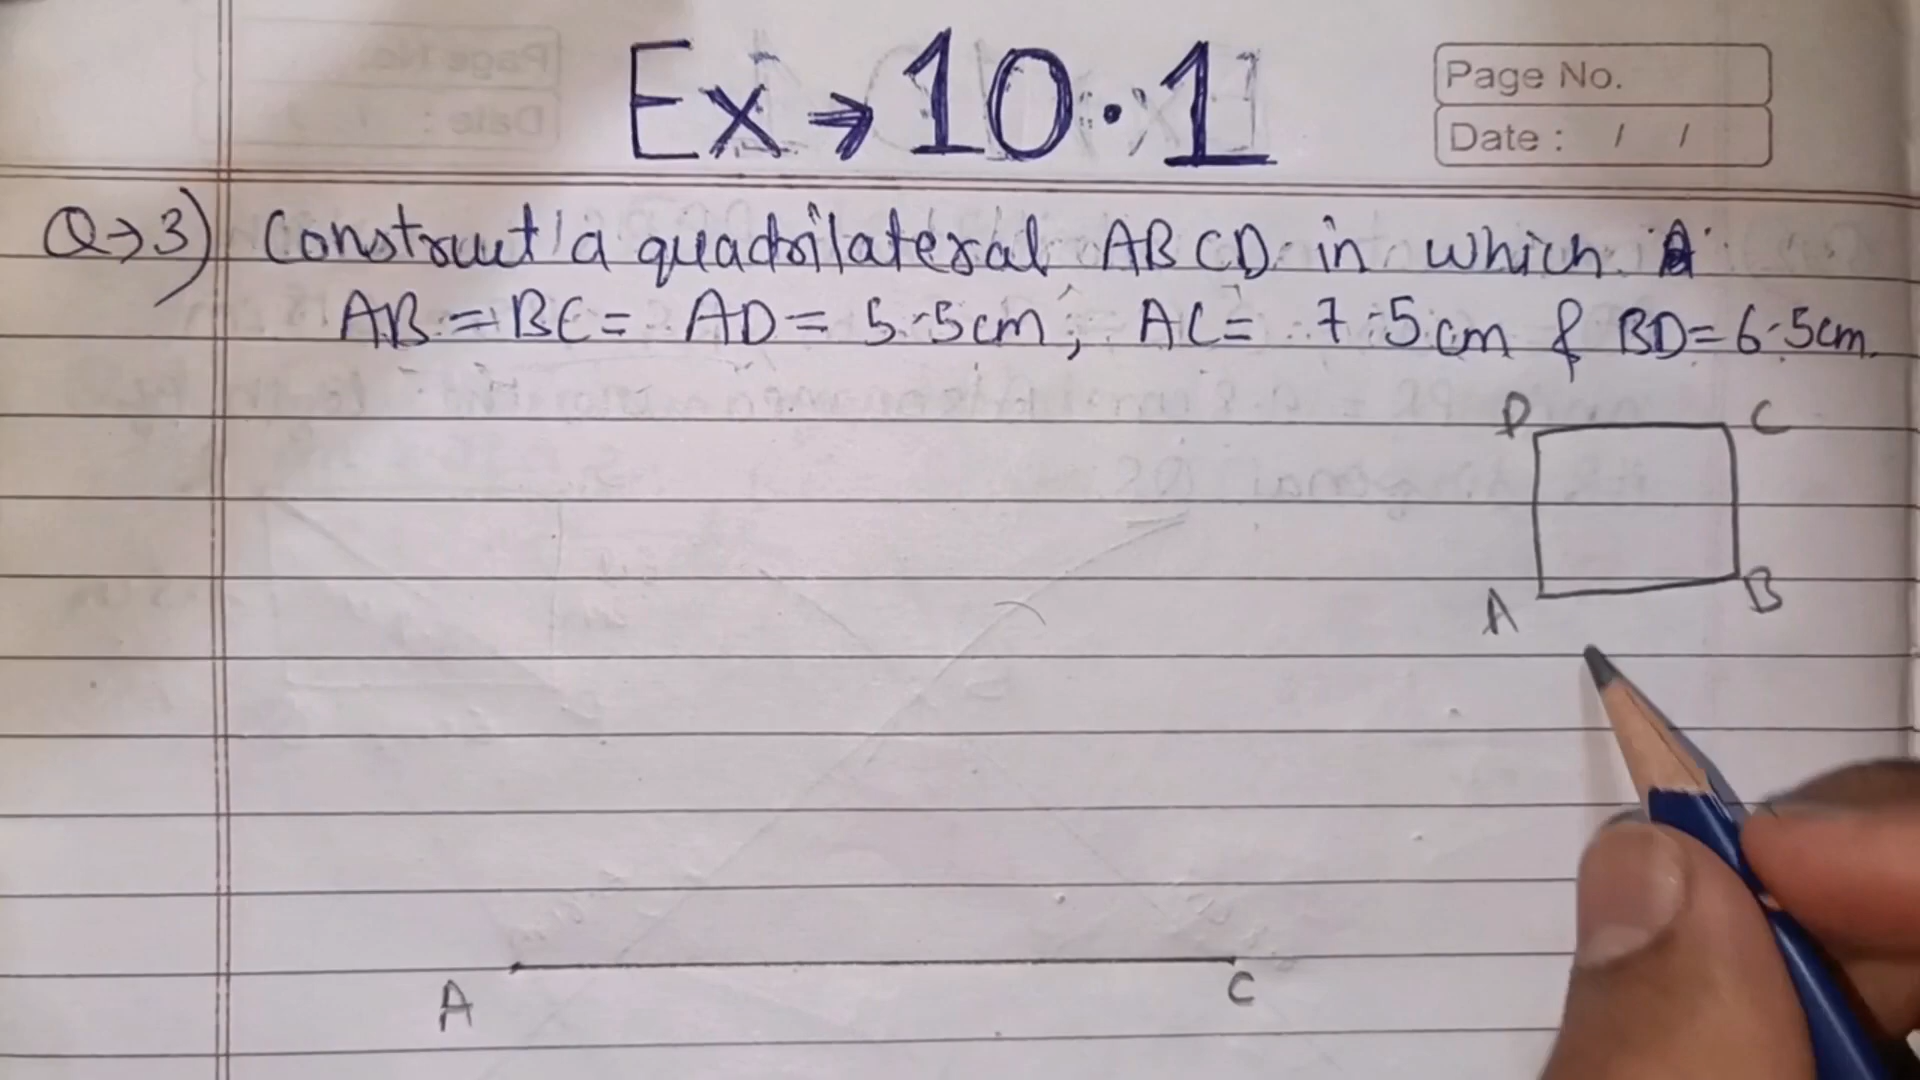 Ex → 10.1
Page No.
Date : / /
Q→3) Construct a quadrilateral ABCD in which
AB = BC = AD = 5.5cm; AC = 7.5cm & BD = 6.5cm.
D C
A B
A C